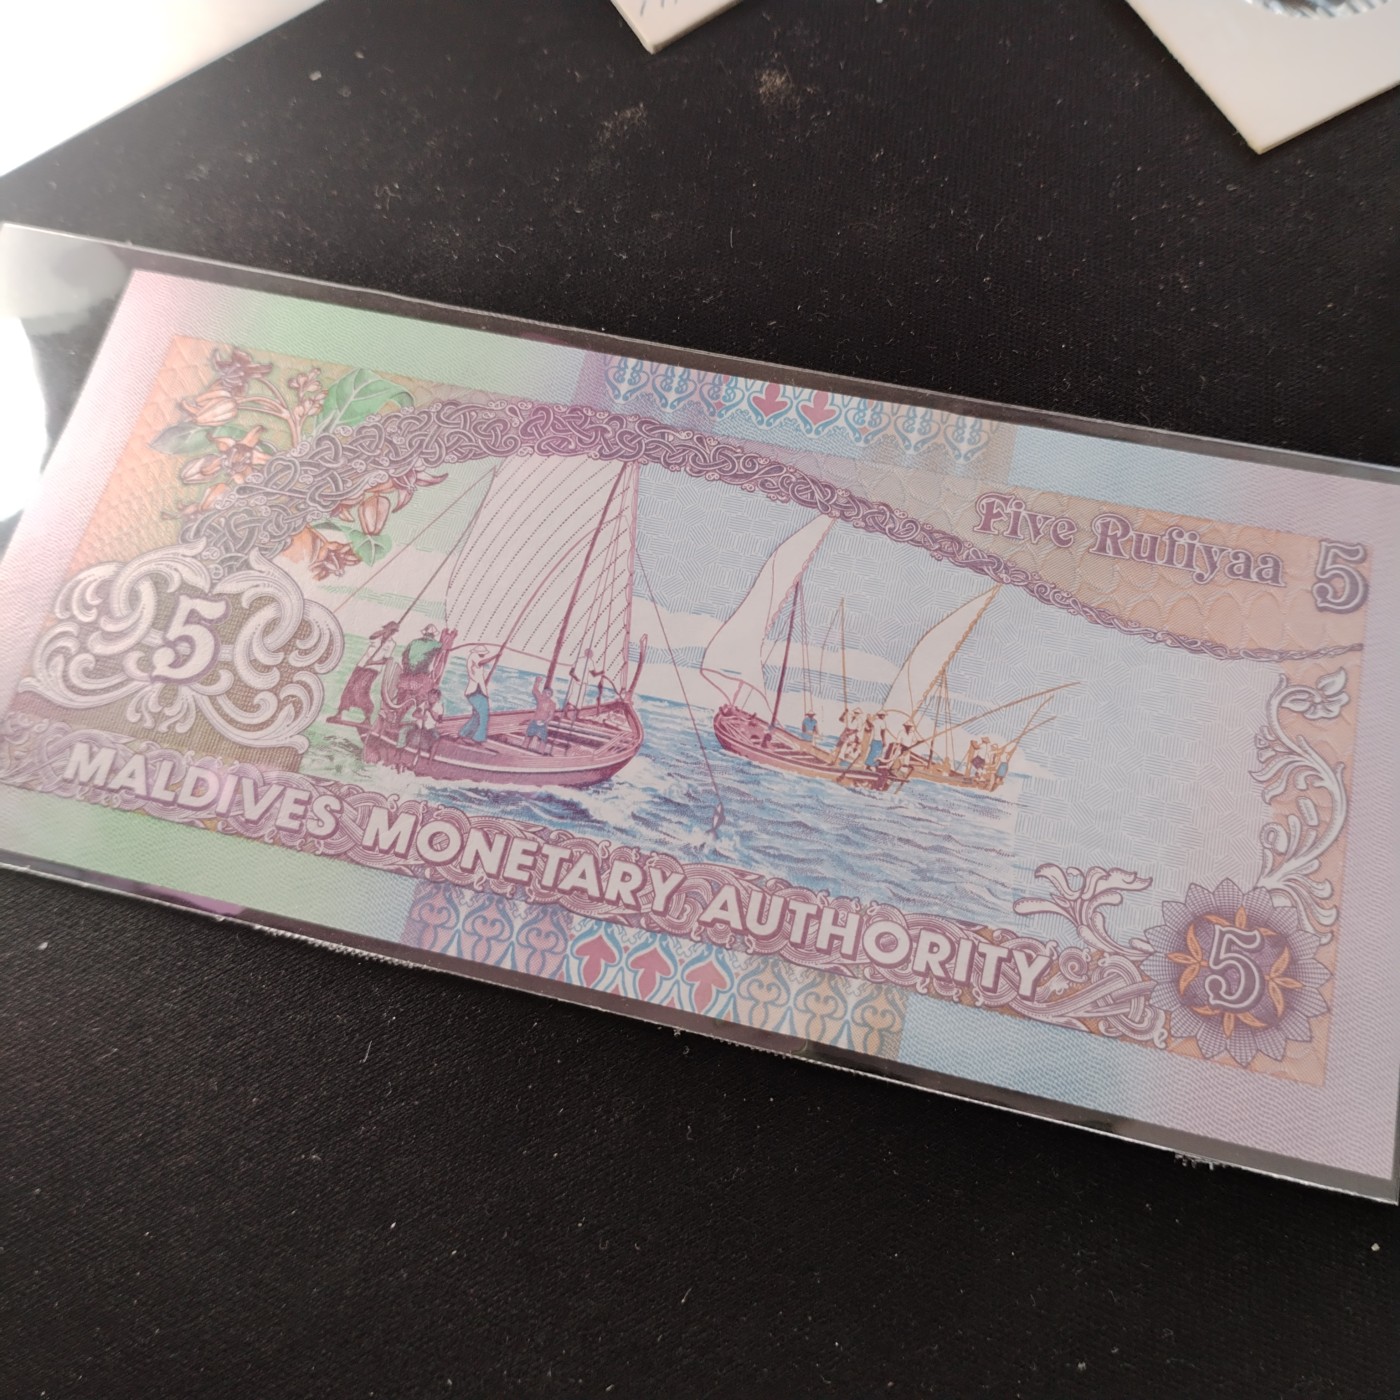 Five Rufiyaa 5
5
MALDIVES MONETARY AUTHORITY
5